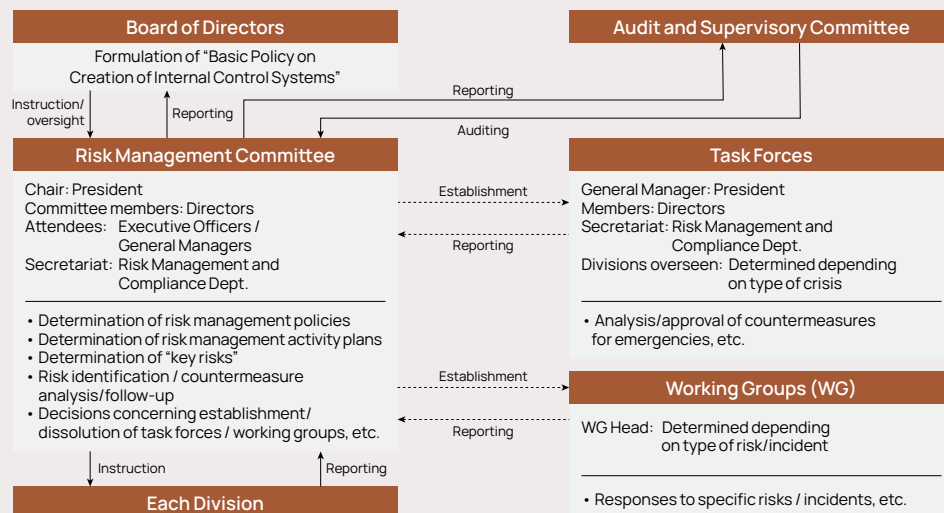 Board of Directors
Formulation of “Basic Policy on
Creation of Internal Control Systems”
Audit and Supervisory Committee
Instruction/
oversight
Reporting
Reporting
Auditing
Risk Management Committee
Chair: President
Committee members: Directors
Attendees: Executive Officers /
General Managers
Secretariat: Risk Management and
Compliance Dept.
• Determination of risk management policies
• Determination of risk management activity plans
• Determination of “key risks”
• Risk identification / countermeasure
analysis/follow-up
• Decisions concerning establishment/
dissolution of task forces / working groups, etc.
Establishment
Reporting
Task Forces
General Manager: President
Members: Directors
Secretariat: Risk Management and
Compliance Dept.
Divisions overseen: Determined depending
on type of crisis
• Analysis/approval of countermeasures
for emergencies, etc.
Establishment
Reporting
Working Groups (WG)
WG Head: Determined depending
on type of risk/incident
• Responses to specific risks / incidents, etc.
Instruction
Reporting
Each Division